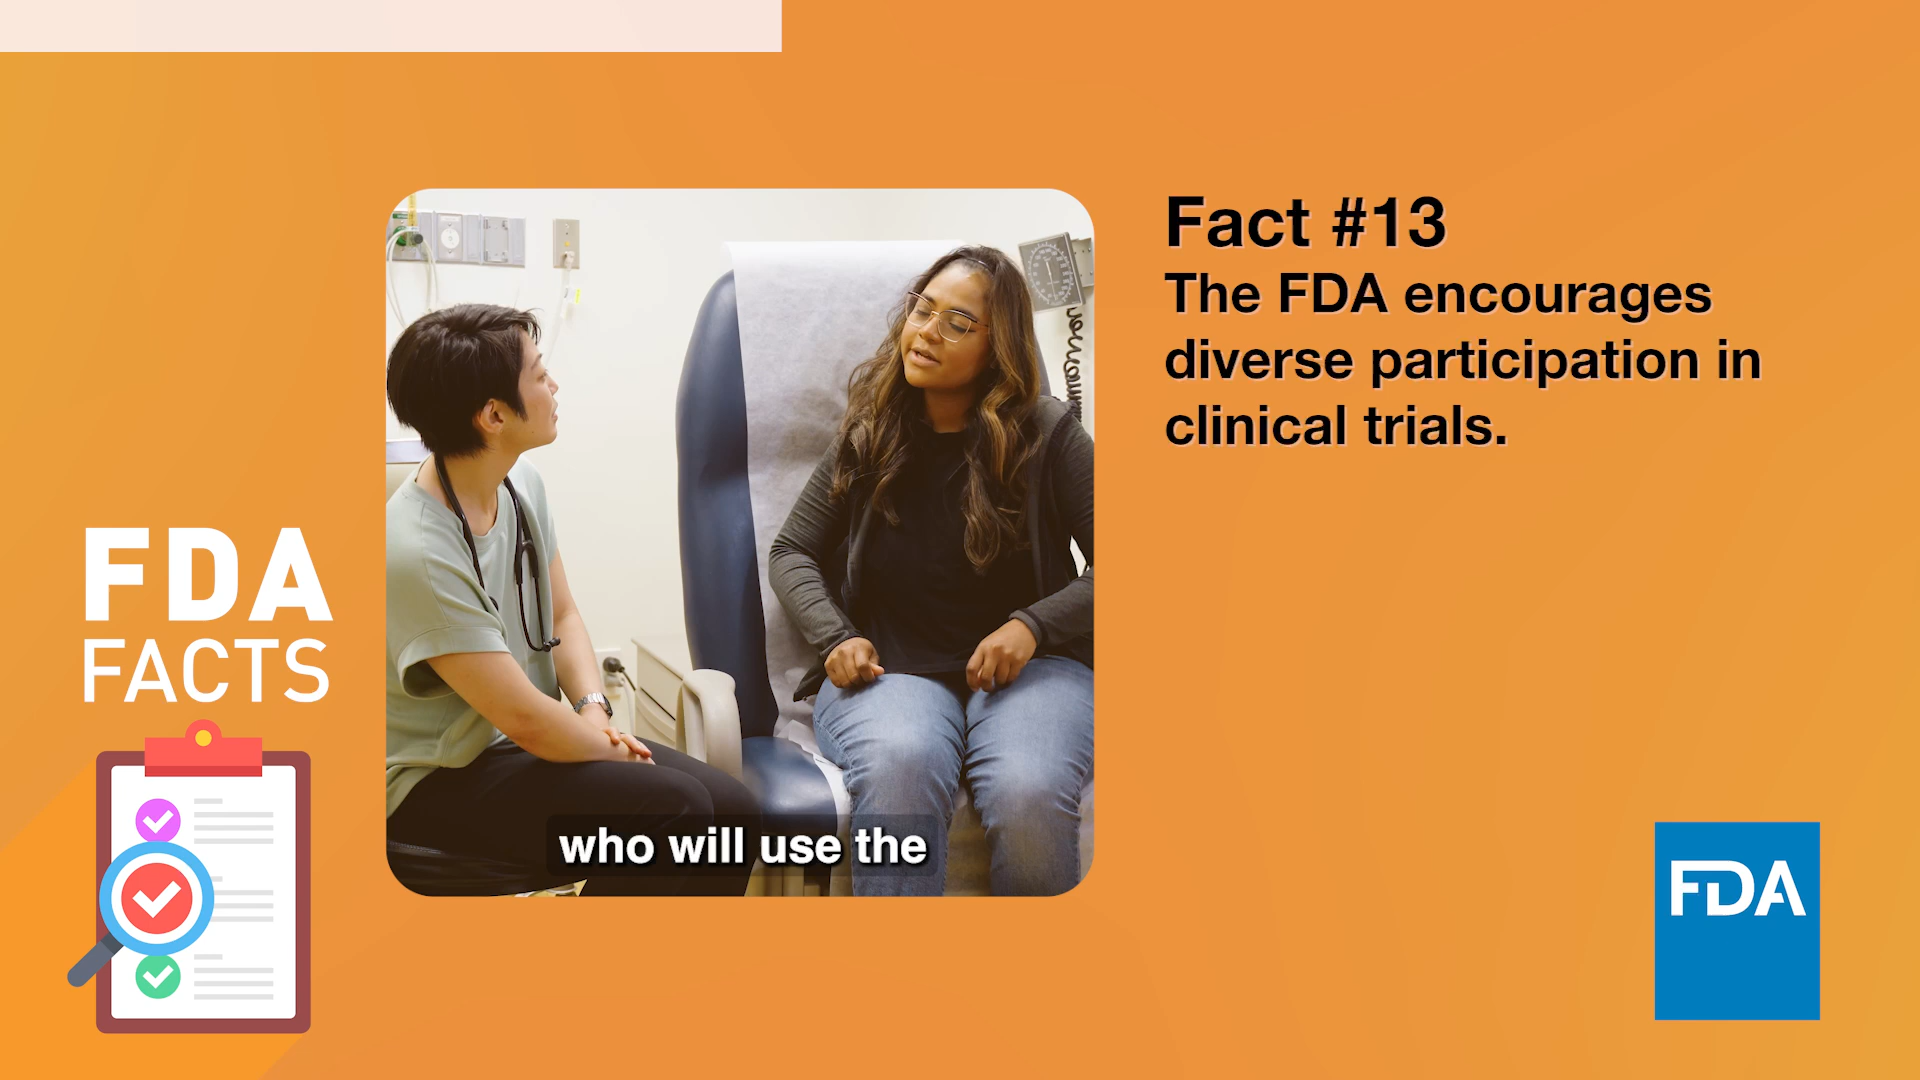 Fact #13
The FDA encourages
diverse participation in
clinical trials.
FDA
FACTS
who will use the
FDA